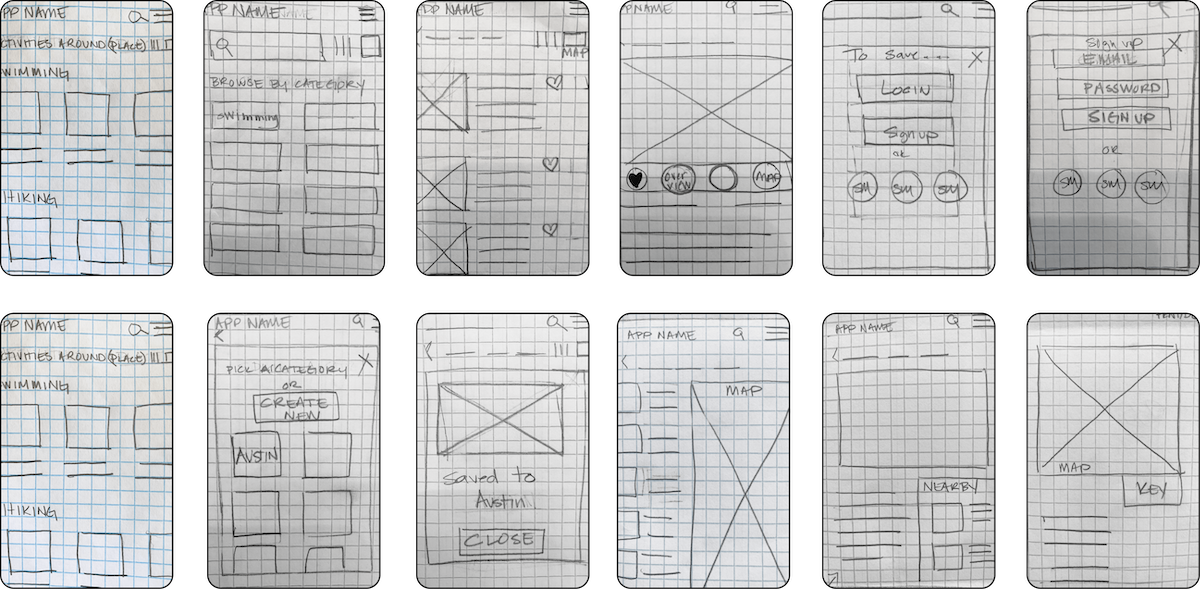 PP NAME
CTIVITIES AROUND (PLACE)
WIMMING
HIKING
PP NAME
BROWSE BY CATEGORY
swimming
PP NAME
MAP
PNAME
OVER
VIEW
MAP
To save....
LOGIN
Sign up
OR
SM SM SM
Sign up
EMAIL
PASSWORD
SIGN UP
OR
SM SM SM
PP NAME
CTIVITIES AROUND (PLACE)
WIMMING
HIKING
APP NAME
X
PICK A CATEGORY
OR
CREATE
NEW
AUSTIN
Saved to
Austin
CLOSE
APP NAME
MAP
APP NAME
NEARBY
MAP
KEY